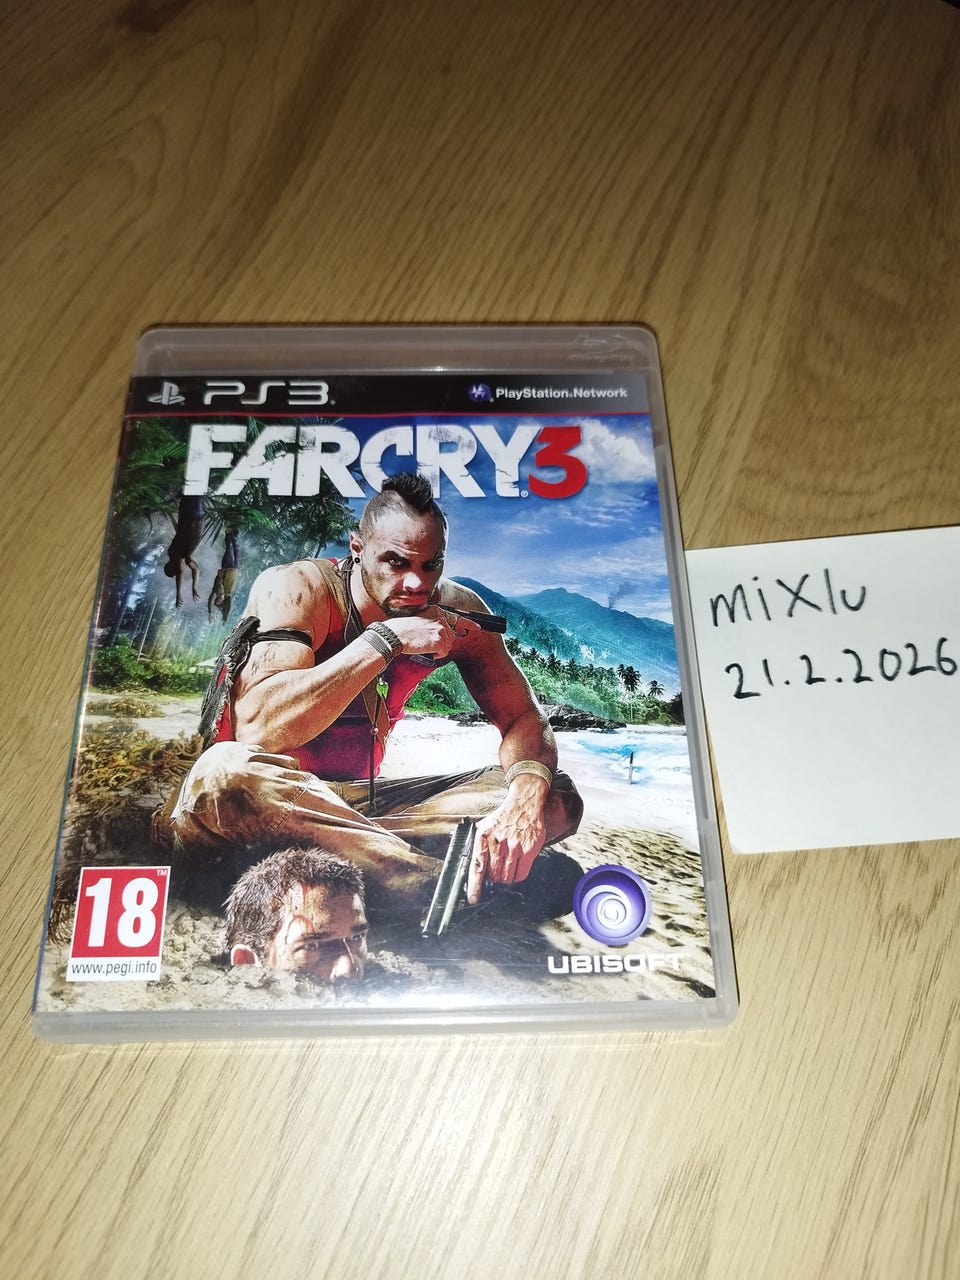 PS3
PlayStation Network
FARCRY3
miXlu
21.2.2026
18
www.pegi.info
UBISOFT